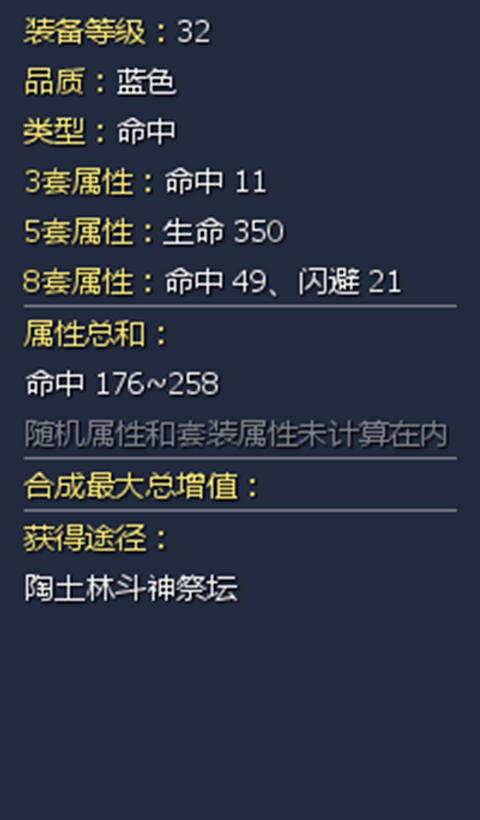 装备等级：32
品质：蓝色
类型：命中
3套属性：命中 11
5套属性：生命 350
8套属性：命中 49、闪避 21
属性总和：
命中 176~258
随机属性和套装属性未计算在内
合成最大总增值：
获得途径：
陶土林斗神祭坛